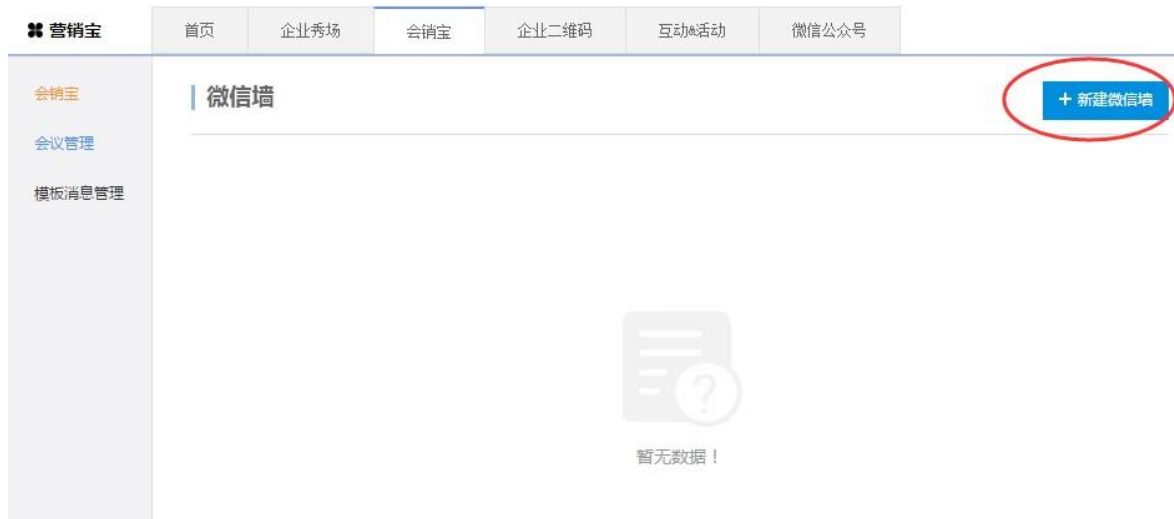 营销宝 首页 企业秀场 会销宝 企业二维码 互动&活动 微信公众号
会销宝
微信墙
+ 新建微信墙
会议管理
模板消息管理
?
暂无数据！